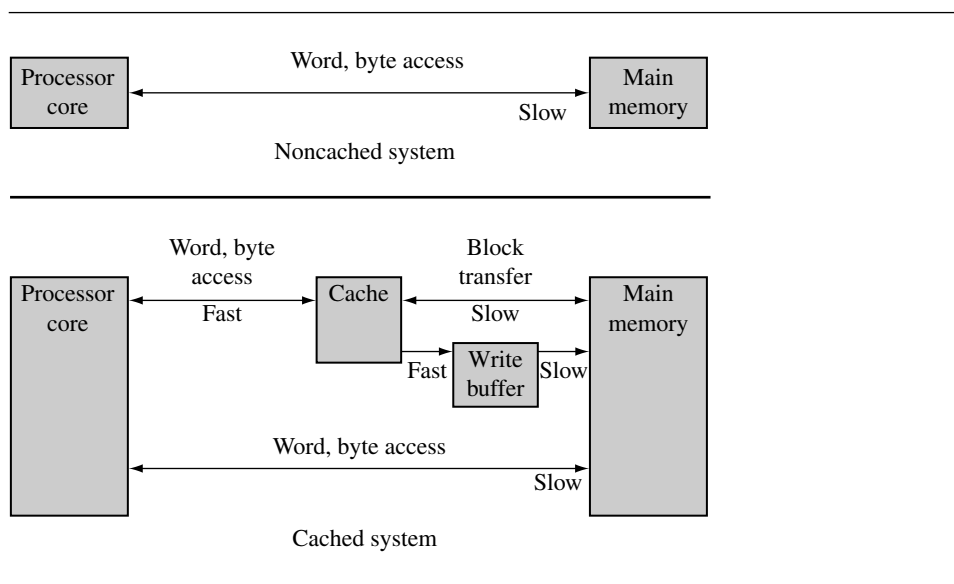 Word, byte access
Processor
core
Main
memory
Slow
Noncached system
Word, byte
access
Block
transfer
Processor
core
Fast
Cache
Slow
Main
memory
Fast
Write
buffer
Slow
Word, byte access
Slow
Cached system